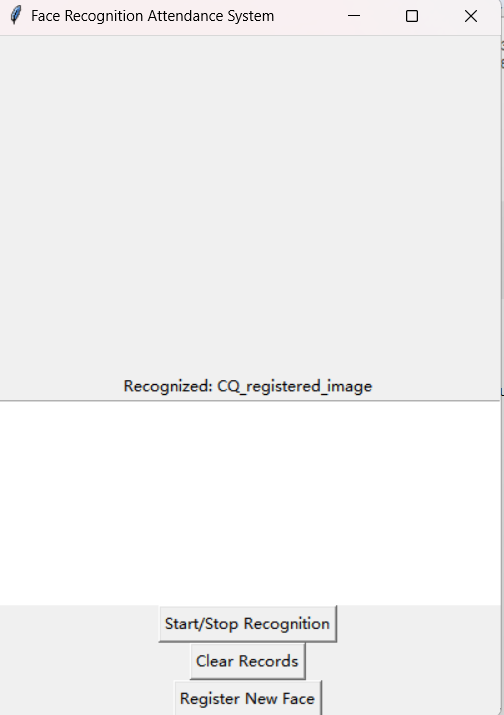 Face Recognition Attendance System
Recognized: CQ_registered_image
Start/Stop Recognition
Clear Records
Register New Face